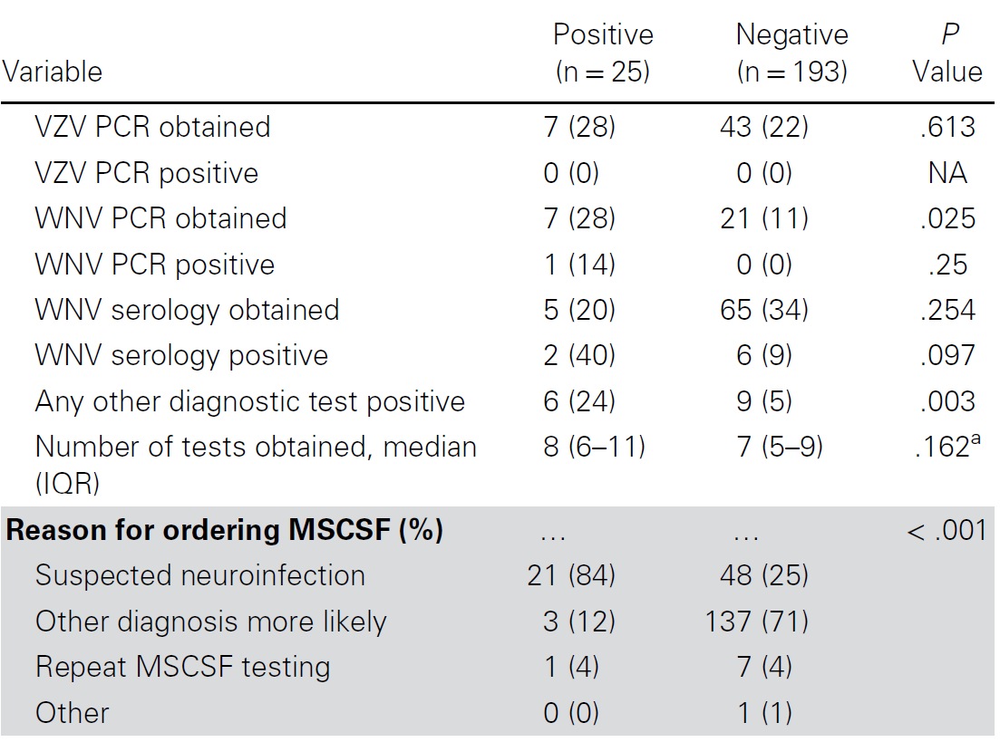 Variable Positive (n = 25) Negative (n = 193) P Value
VZV PCR obtained 7 (28) 43 (22) .613
VZV PCR positive 0 (0) 0 (0) NA
WNV PCR obtained 7 (28) 21 (11) .025
WNV PCR positive 1 (14) 0 (0) .25
WNV serology obtained 5 (20) 65 (34) .254
WNV serology positive 2 (40) 6 (9) .097
Any other diagnostic test positive 6 (24) 9 (5) .003
Number of tests obtained, median (IQR) 8 (6–11) 7 (5–9) .162a
Reason for ordering MSCSF (%) … … < .001
Suspected neuroinfection 21 (84) 48 (25)
Other diagnosis more likely 3 (12) 137 (71)
Repeat MSCSF testing 1 (4) 7 (4)
Other 0 (0) 1 (1)